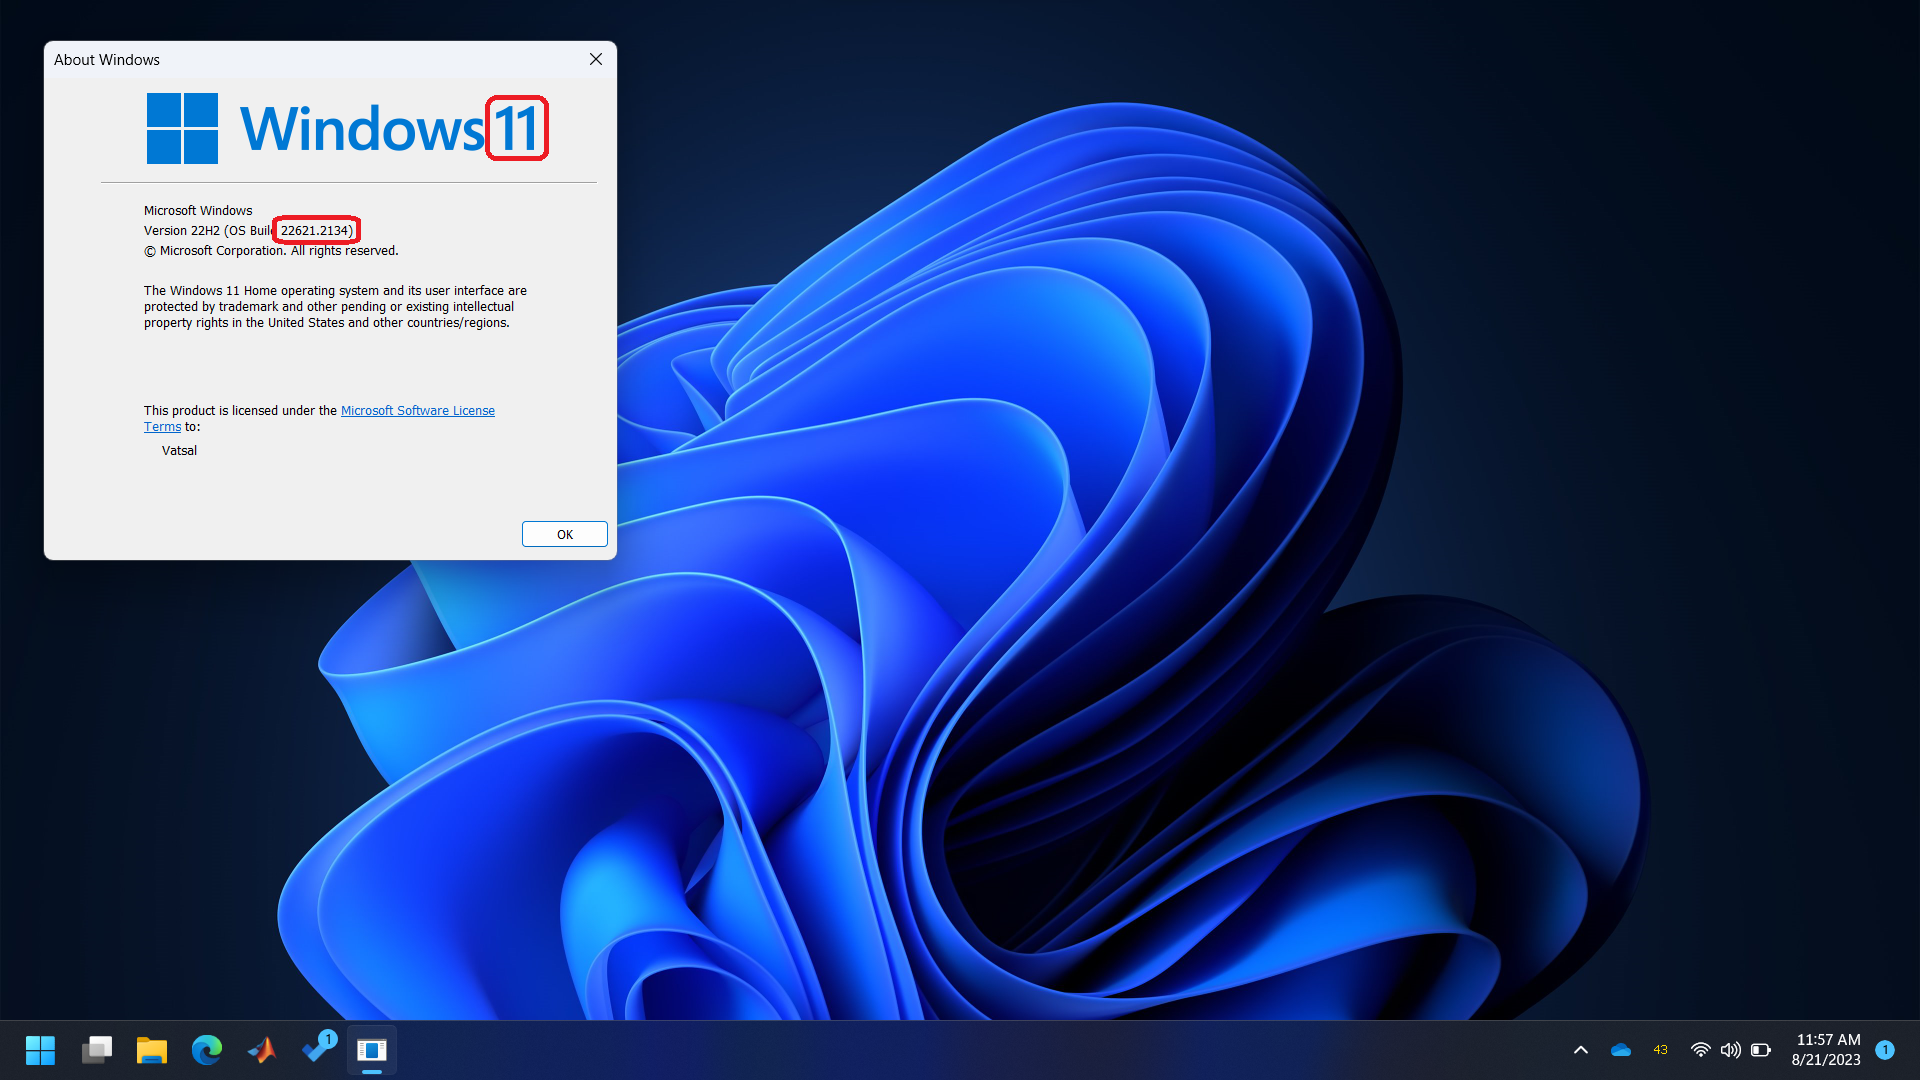 About Windows
Windows 11
Microsoft Windows
Version 22H2 (OS Build 22621.2134)
© Microsoft Corporation. All rights reserved.
The Windows 11 Home operating system and its user interface are
protected by trademark and other pending or existing intellectual
property rights in the United States and other countries/regions.
This product is licensed under the Microsoft Software License
Terms to:
Vatsal
OK
1
43
11:57 AM
8/21/2023
1